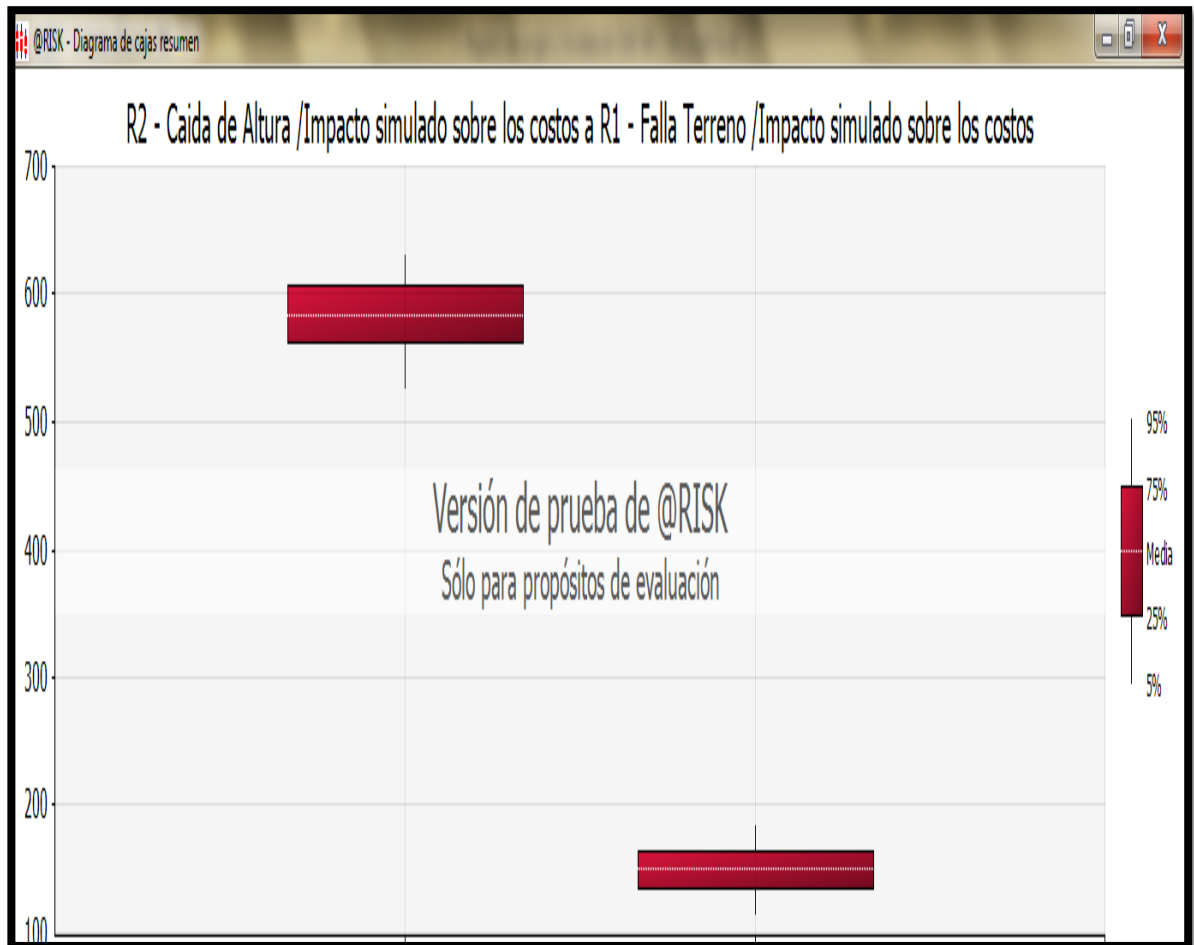 @RISK - Diagrama de cajas resumen
R2 - Caida de Altura /Impacto simulado sobre los costos a R1 - Falla Terreno /Impacto simulado sobre los costos
700
600
500
400
300
200
100
Versión de prueba de @RISK
Sólo para propósitos de evaluación
95%
75%
Media
25%
5%